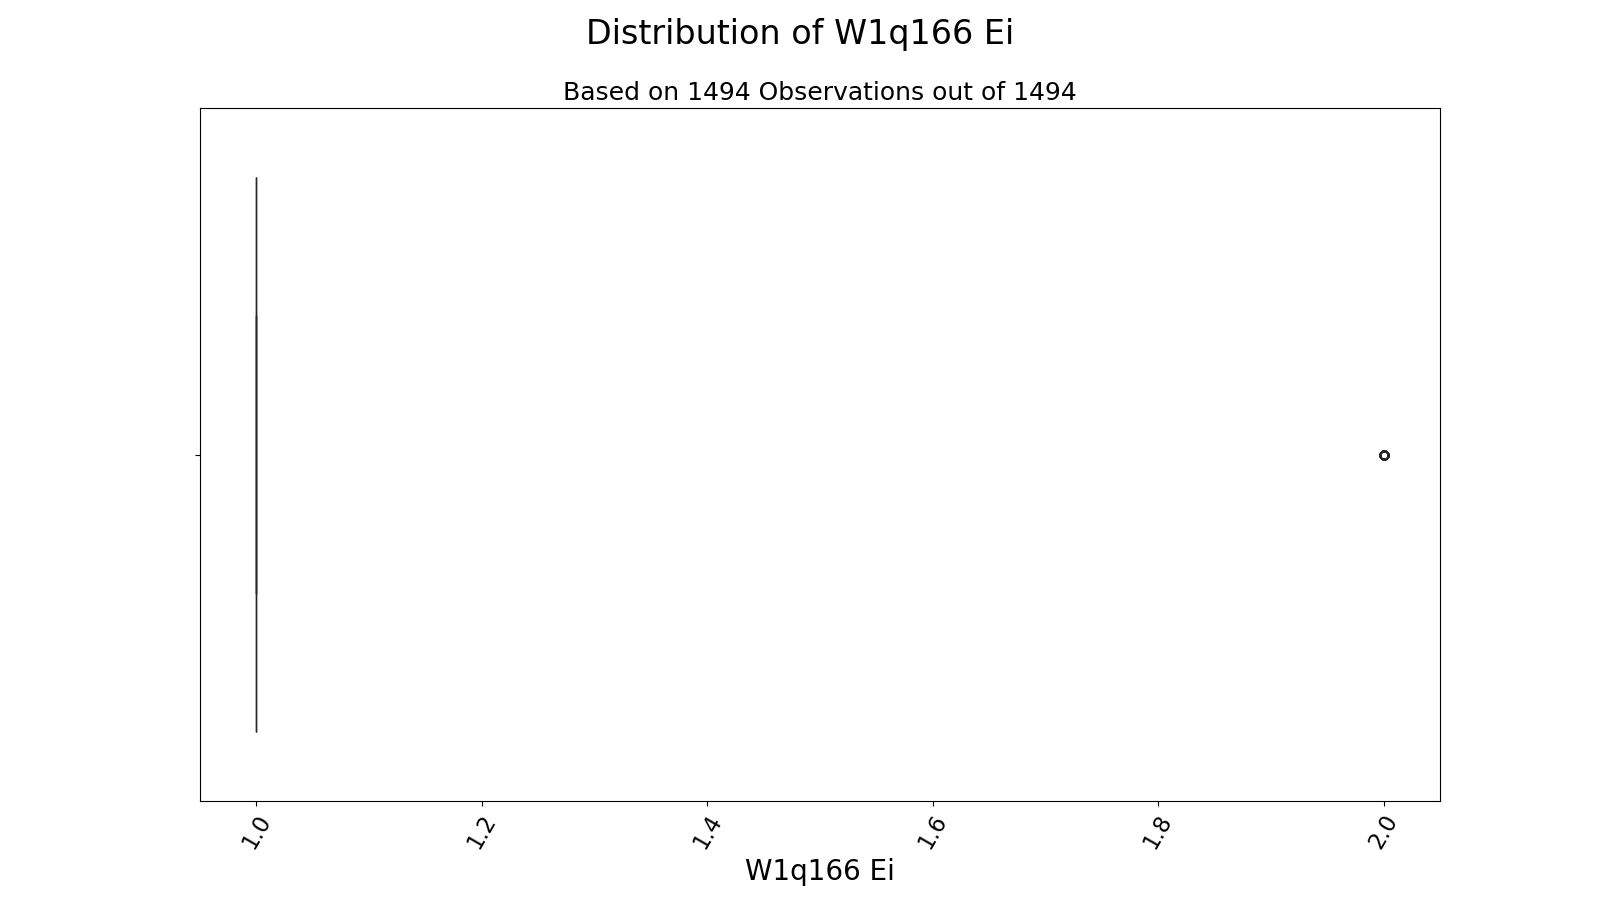 Distribution of W1q166 Ei
Based on 1494 Observations out of 1494
1.0
1.2
1.4
1.6
1.8
2.0
W1q166 Ei